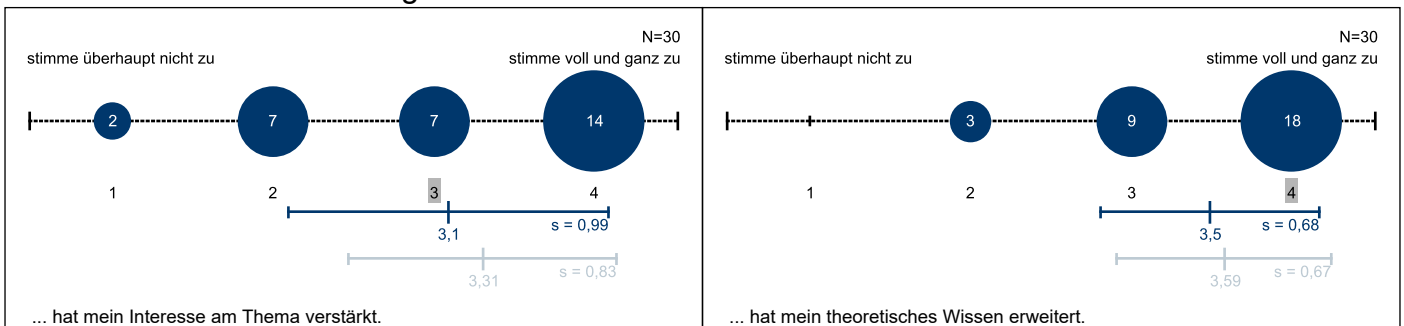 N=30
stimme überhaupt nicht zu
stimme voll und ganz zu
2
7
7
14
1
2
3
4
s = 0,99
3,1
s = 0,83
3,31
... hat mein Interesse am Thema verstärkt.
N=30
stimme überhaupt nicht zu
stimme voll und ganz zu
3
9
18
1
2
3
4
s = 0,68
3,5
s = 0,67
3,59
... hat mein theoretisches Wissen erweitert.